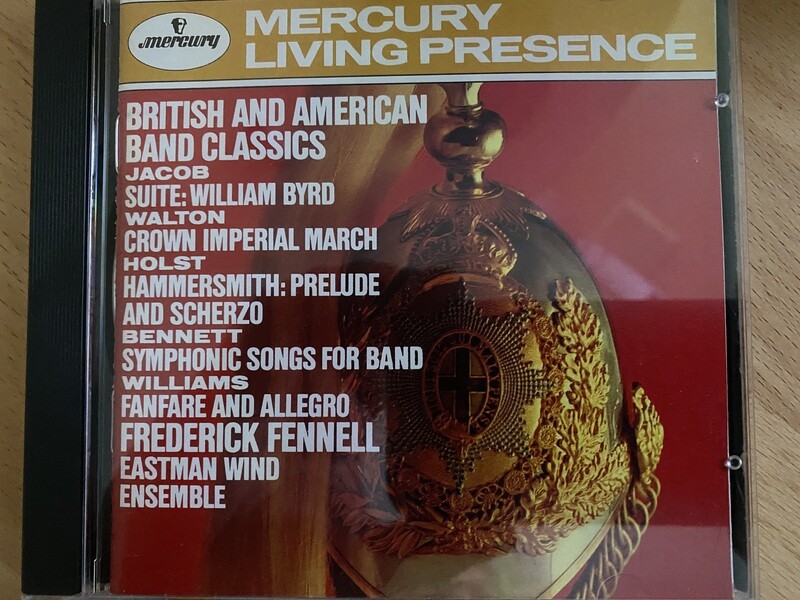 mercury
MERCURY
LIVING PRESENCE
BRITISH AND AMERICAN
BAND CLASSICS
JACOB
SUITE: WILLIAM BYRD
WALTON
CROWN IMPERIAL MARCH
HOLST
HAMMERSMITH: PRELUDE
AND SCHERZO
BENNETT
SYMPHONIC SONGS FOR BAND
WILLIAMS
FANFARE AND ALLEGRO
FREDERICK FENNELL
EASTMAN WIND
ENSEMBLE